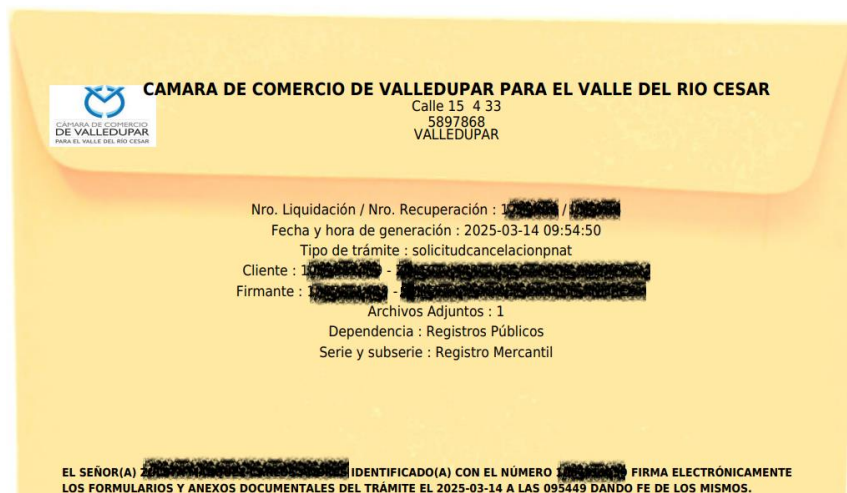 CAMARA DE COMERCIO DE VALLEDUPAR PARA EL VALLE DEL RIO CESAR
Calle 15 4 33
5897868
VALLEDUPAR
CÁMARA DE COMERCIO
DE VALLEDUPAR
PARA EL VALLE DEL RÍO CESAR
Nro. Liquidación / Nro. Recuperación : /
Fecha y hora de generación : 2025-03-14 09:54:50
Tipo de trámite : solicitudcancelacionpnat
Cliente : -
Firmante : -
Archivos Adjuntos : 1
Dependencia : Registros Públicos
Serie y subserie : Registro Mercantil
EL SEÑOR(A) IDENTIFICADO(A) CON EL NÚMERO FIRMA ELECTRÓNICAMENTE
LOS FORMULARIOS Y ANEXOS DOCUMENTALES DEL TRÁMITE EL 2025-03-14 A LAS 095449 DANDO FE DE LOS MISMOS.